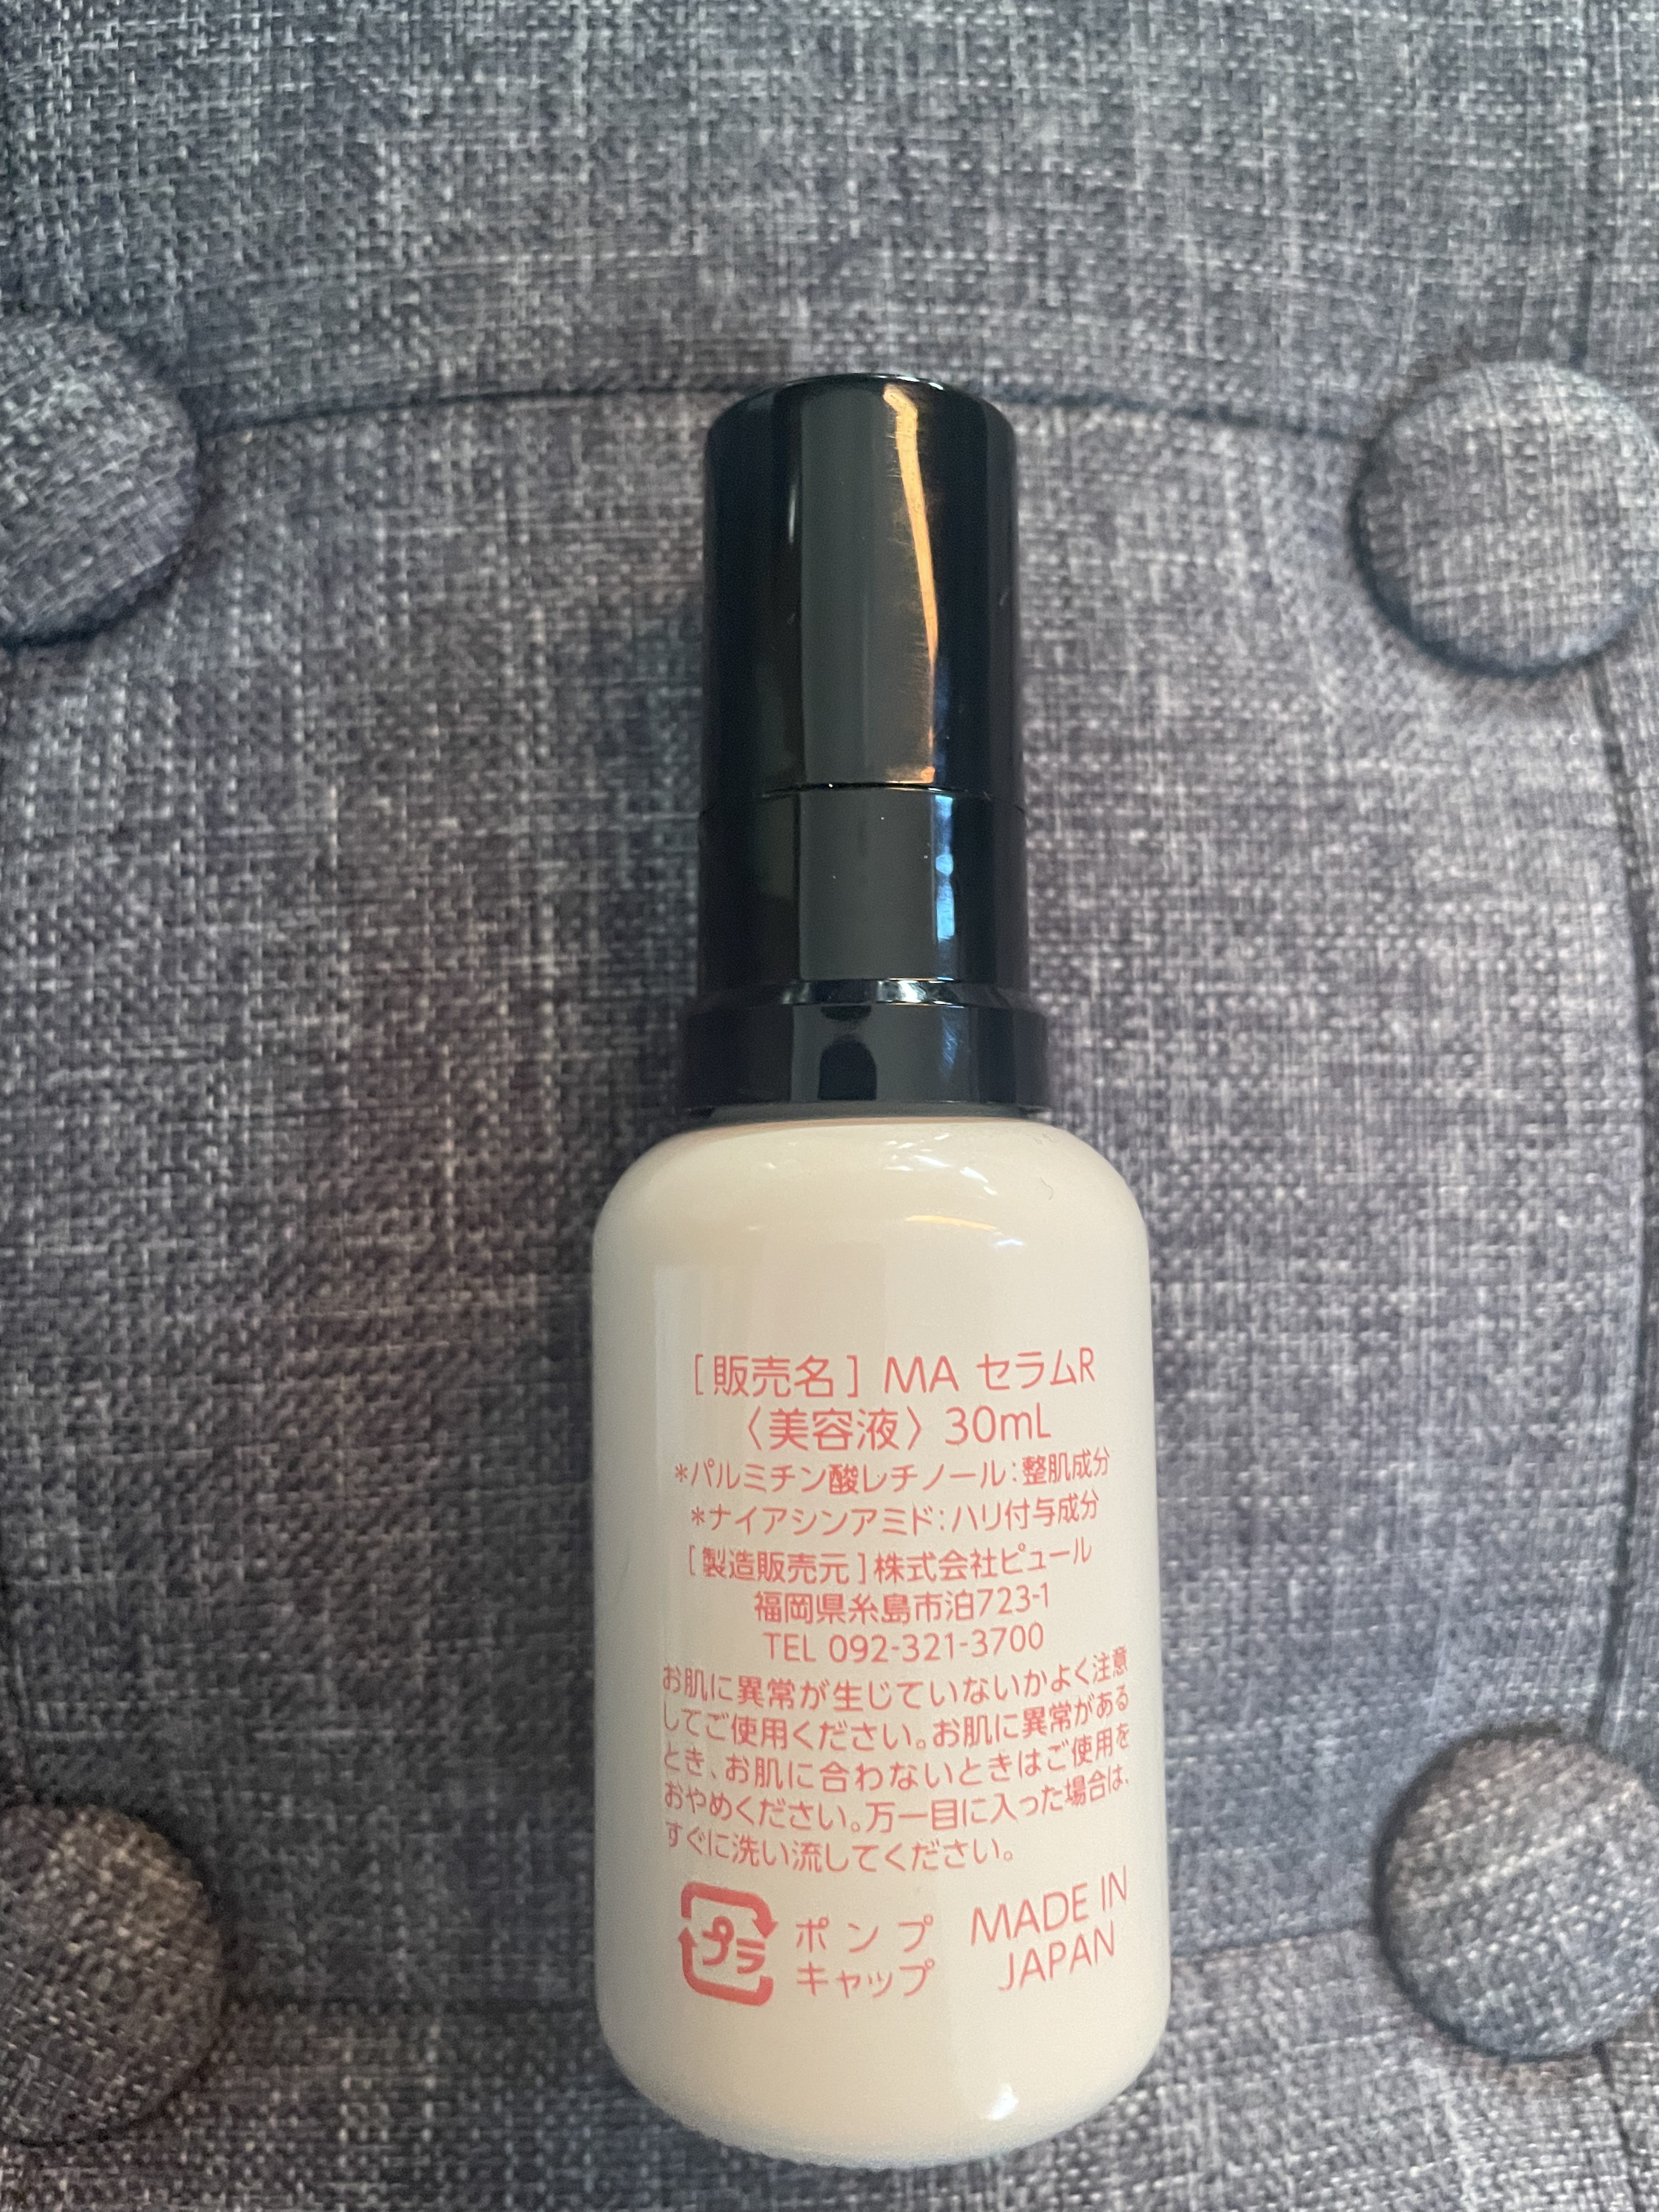 [販売名] MA セラムR
〈美容液〉30mL
*パルミチン酸レチノール:整肌成分
*ナイアシンアミド:ハリ付与成分
[製造販売元]株式会社ピュール
福岡県糸島市泊723-1
TEL 092-321-3700
お肌に異常が生じていないかよく注意
してご使用ください。お肌に異常がある
とき、お肌に合わないときはご使用を
おやめください。万一目に入った場合は、
すぐに洗い流してください。
プラ
ポンプ
キャップ
MADE IN
JAPAN